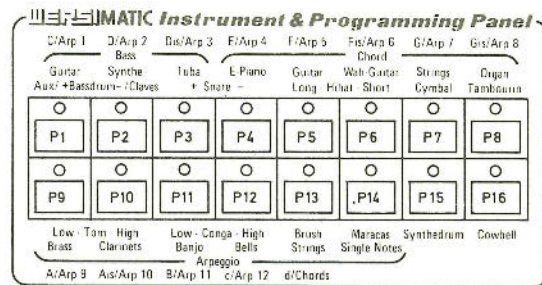 WERSIMATIC Instrument & Programming Panel
C/Arp 1 D/Arp 2 Dis/Arp 3 E/Arp 4 F/Arp 5 Fis/Arp 6 G/Arp 7 Gis/Arp 8
Bass Chord
Guitar Synthe Tuba E-Piano Guitar Wah-Guitar Strings Organ
Aux/ +Bassdrum- /Claves + Snare - Long - Hihat - Short Cymbal Tambourin
P1 P2 P3 P4 P5 P6 P7 P8
P9 P10 P11 P12 P13 P14 P15 P16
Low - Tom - High Low - Conga - High Brush Maracas Synthedrum Cowbell
Brass Clarinets Banjo Bells Strings Single Notes
Arpeggio
A/Arp 9 Ais/Arp 10 B/Arp 11 c/Arp 12 d/Chords